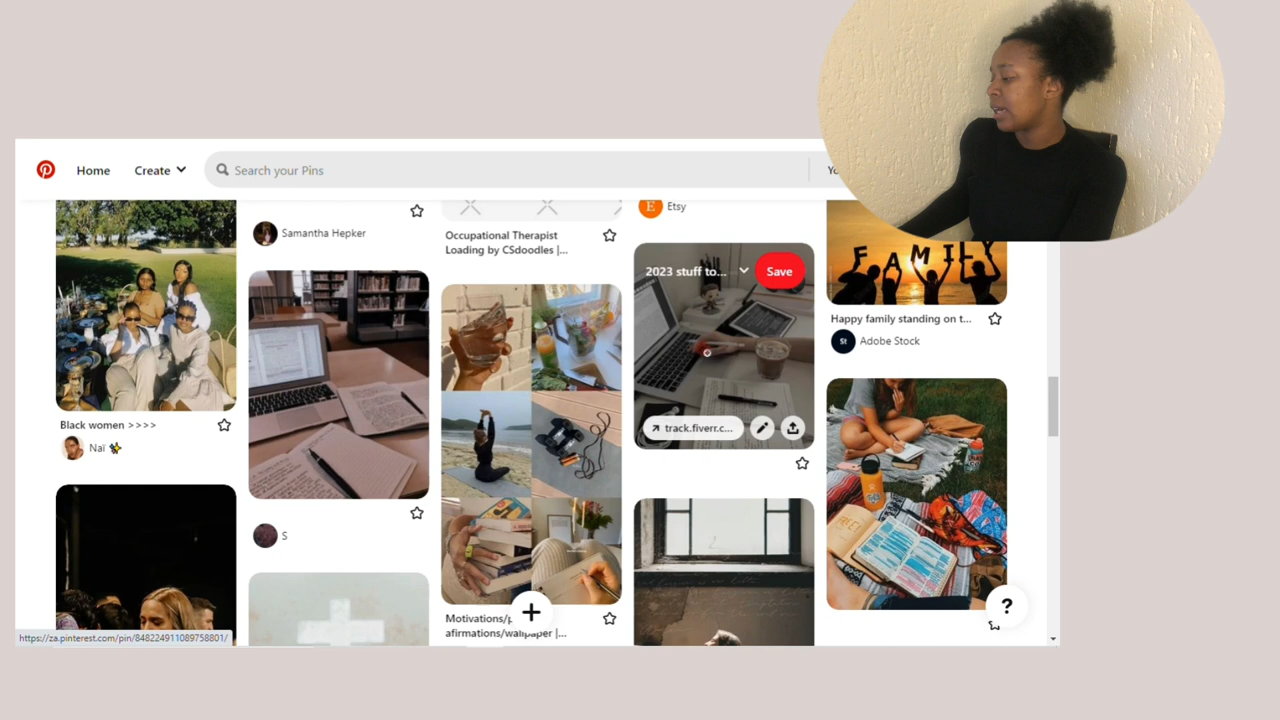 Home
Create
Search your Pins
Yo
Black women >>>>
Naï
Samantha Hepker
S
Occupational Therapist
Loading by CSdoodles |...
Motivations/p
afirmations/wallpaper |...
E Etsy
2023 stuff to...
Save
track.fiverr.c...
FAMILY
Happy family standing on t...
St Adobe Stock
?
https://za.pinterest.com/pin/848224911089758801/